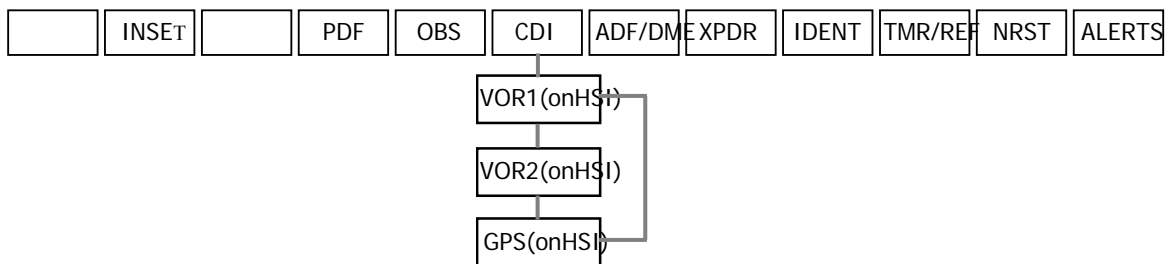 INSET PDF OBS CDI ADF/DME XPDR IDENT TMR/REF NRST ALERTS
VOR1(onHSI)
VOR2(onHSI)
GPS(onHSI)